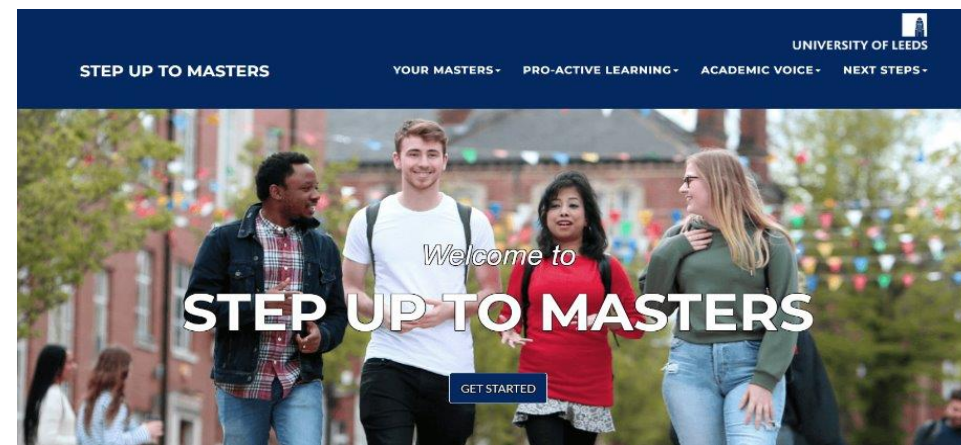 UNIVERSITY OF LEEDS
STEP UP TO MASTERS
YOUR MASTERS
PRO-ACTIVE LEARNING
ACADEMIC VOICE
NEXT STEPS
Welcome to
STEP UP TO MASTERS
GET STARTED